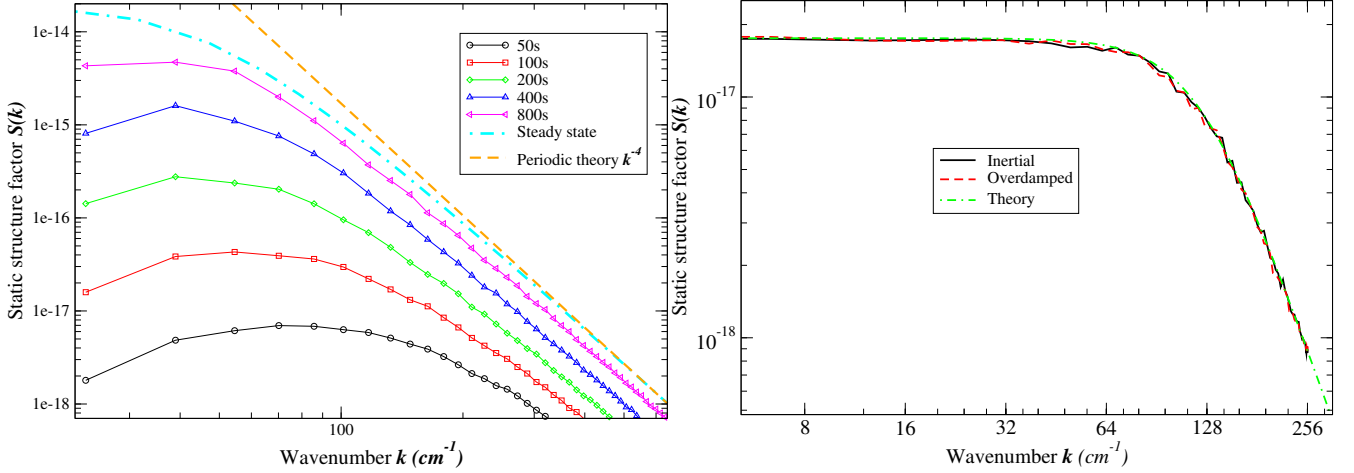 Static structure factor S(k)
1e-14
1e-15
1e-16
1e-17
1e-18
50s
100s
200s
400s
800s
Steady state
Periodic theory k^-4
100
200
Wavenumber k (cm^-1)
Static structure factor S(k)
10^-17
10^-18
Inertial
Overdamped
Theory
8
16
32
64
128
256
Wavenumber k (cm^-1)